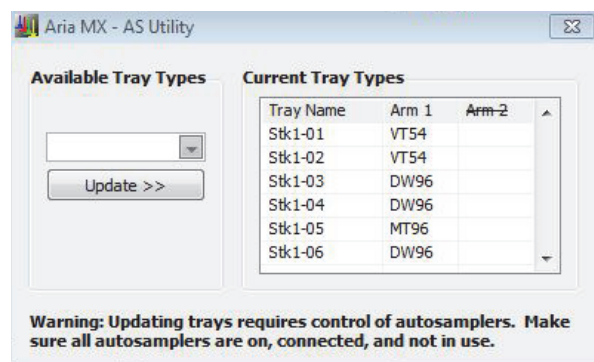 Aria MX - AS Utility
Available Tray Types
Update >>
Current Tray Types
Tray Name Arm 1 Arm 2
Stk1-01 VT54
Stk1-02 VT54
Stk1-03 DW96
Stk1-04 DW96
Stk1-05 MT96
Stk1-06 DW96
Warning: Updating trays requires control of autosamplers. Make
sure all autosamplers are on, connected, and not in use.